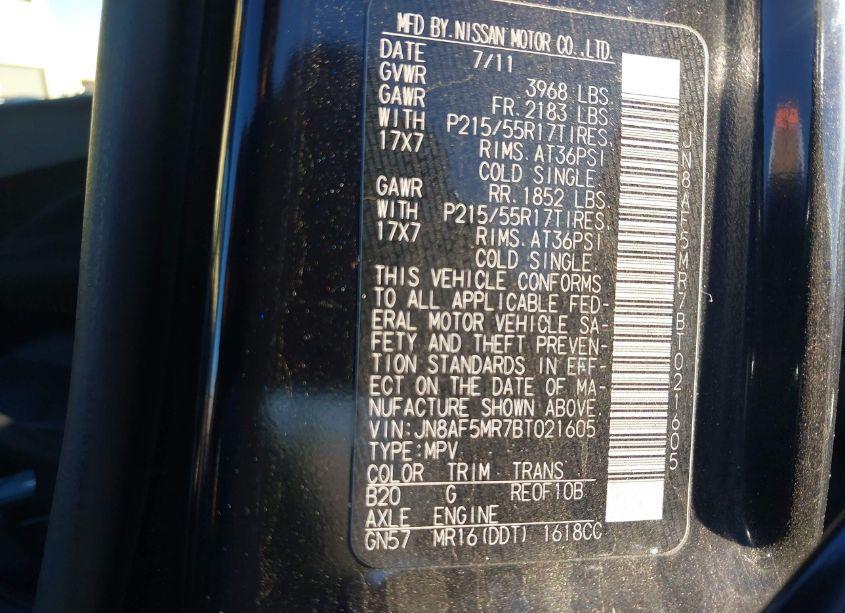 MFD BY.NISSAN MOTOR CO.,LTD.
DATE 7/11
GVWR 3968 LBS.
GAWR FR.2183 LBS.
WITH P215/55R17TIRES.
17X7 RIMS.AT36PSI
COLD SINGLE
GAWR RR.1852 LBS.
WITH P215/55R17TIRES.
17X7 RIMS.AT36PSI
COLD SINGLE
THIS VEHICLE CONFORMS
TO ALL APPLICABLE FED-
ERAL MOTOR VEHICLE SA-
FETY AND THEFT PREVEN-
TION STANDARDS IN EFF-
ECT ON THE DATE OF MA-
NUFACTURE SHOWN ABOVE.
VIN:JN8AF5MR7BT021605
TYPE:MPV
COLOR TRIM TRANS
B20 G RE0F10B
AXLE ENGINE
GN57 MR16(DDT) 1618CC
JN8AF5MR7BT021605